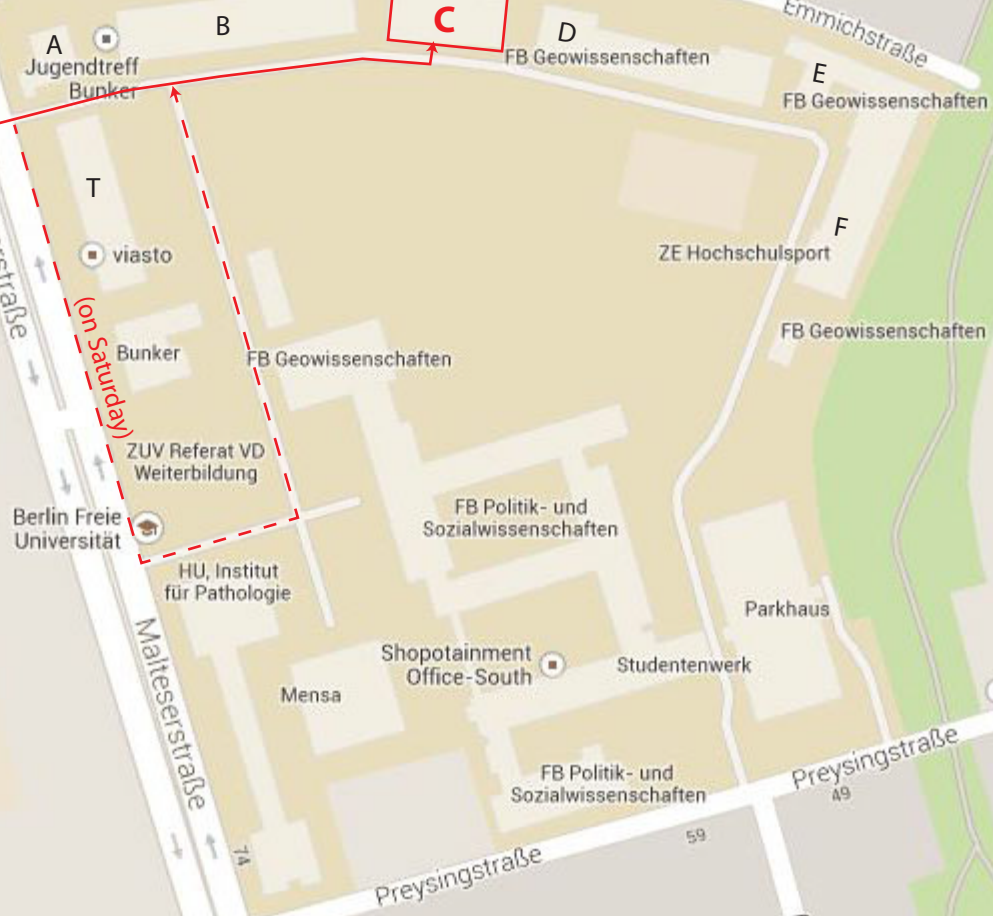 Emmichstraße
C
B
D
A
FB Geowissenschaften
Jugendtreff
Bunker
E
FB Geowissenschaften
T
F
viasto
ZE Hochschulsport
(on Saturday)
FB Geowissenschaften
Bunker
FB Geowissenschaften
ZUV Referat VD
Weiterbildung
Berlin Freie
Universität
FB Politik- und
Sozialwissenschaften
HU, Institut
für Pathologie
Parkhaus
Malteserstraße
Shopotainment
Office-South
Studentenwerk
Mensa
FB Politik- und
Sozialwissenschaften
Preysingstraße
49
59
74
Preysingstraße